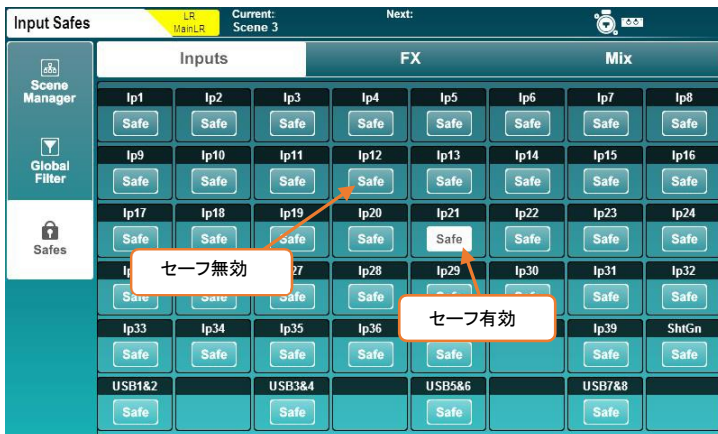 Input Safes
LR
MainLR
Current:
Scene 3
Next:
Inputs FX Mix
Scene
Manager
Global
Filter
Safes
Ip1 Ip2 Ip3 Ip4 Ip5 Ip6 Ip7 Ip8
Safe Safe Safe Safe Safe Safe Safe Safe
Ip9 Ip10 Ip11 Ip12 Ip13 Ip14 Ip15 Ip16
Safe Safe Safe Safe Safe Safe Safe Safe
Ip17 Ip18 Ip19 Ip20 Ip21 Ip22 Ip23 Ip24
Safe Safe Safe Safe Safe Safe Safe Safe
セーフ無効
27 Ip28 Ip29 Ip30 Ip31 Ip32
Safe Safe Safe Safe Safe
セーフ有効
Ip33 Ip34 Ip35 Ip36 Ip39 ShtGn
Safe Safe Safe Safe Safe Safe Safe
USB1&2 USB3&4 USB5&6 USB7&8
Safe Safe Safe Safe